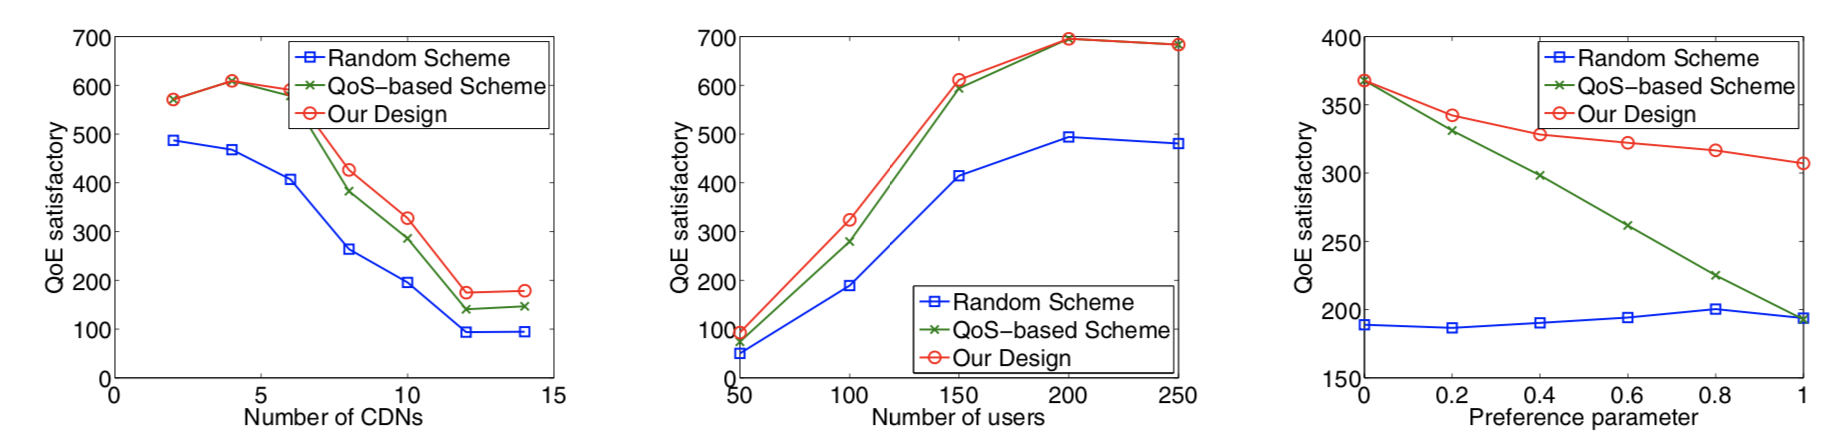 700
600
500
400
300
200
100
0
0
5
10
15
QoE satisfactory
Number of CDNs
Random Scheme
QoS-based Scheme
Our Design
700
600
500
400
300
200
100
0
50
100
150
200
250
QoE satisfactory
Number of users
Random Scheme
QoS-based Scheme
Our Design
400
350
300
250
200
150
0
0.2
0.4
0.6
0.8
1
QoE satisfactory
Preference parameter
Random Scheme
QoS-based Scheme
Our Design